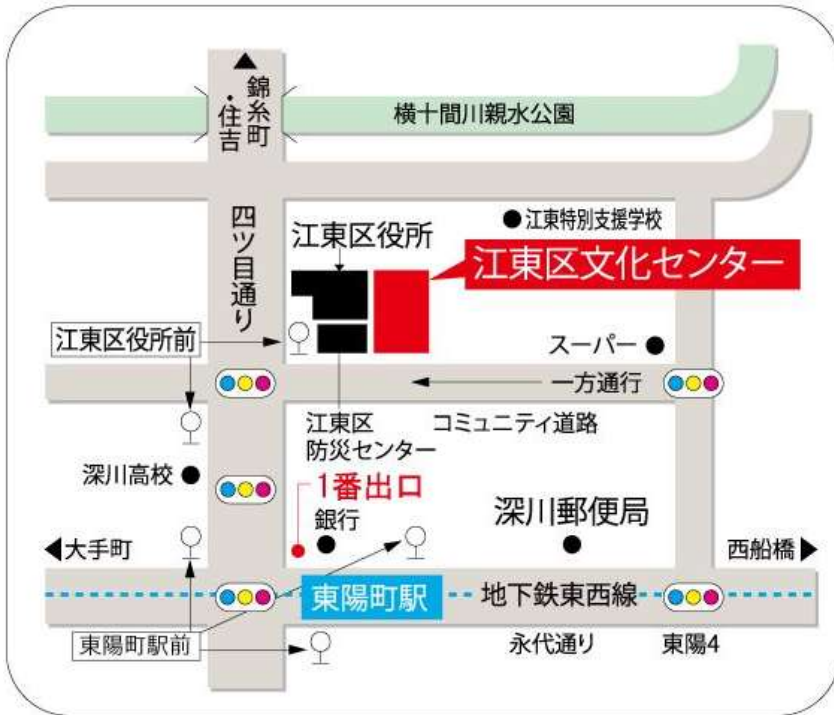 錦糸町
・住吉
横十間川親水公園
四ツ目通り
江東区役所
江東特別支援学校
江東区文化センター
江東区役所前
スーパー
一方通行
江東区
防災センター
コミュニティ道路
深川高校
1番出口
銀行
深川郵便局
大手町
西船橋
東陽町駅
地下鉄東西線
東陽町駅前
永代通り
東陽4